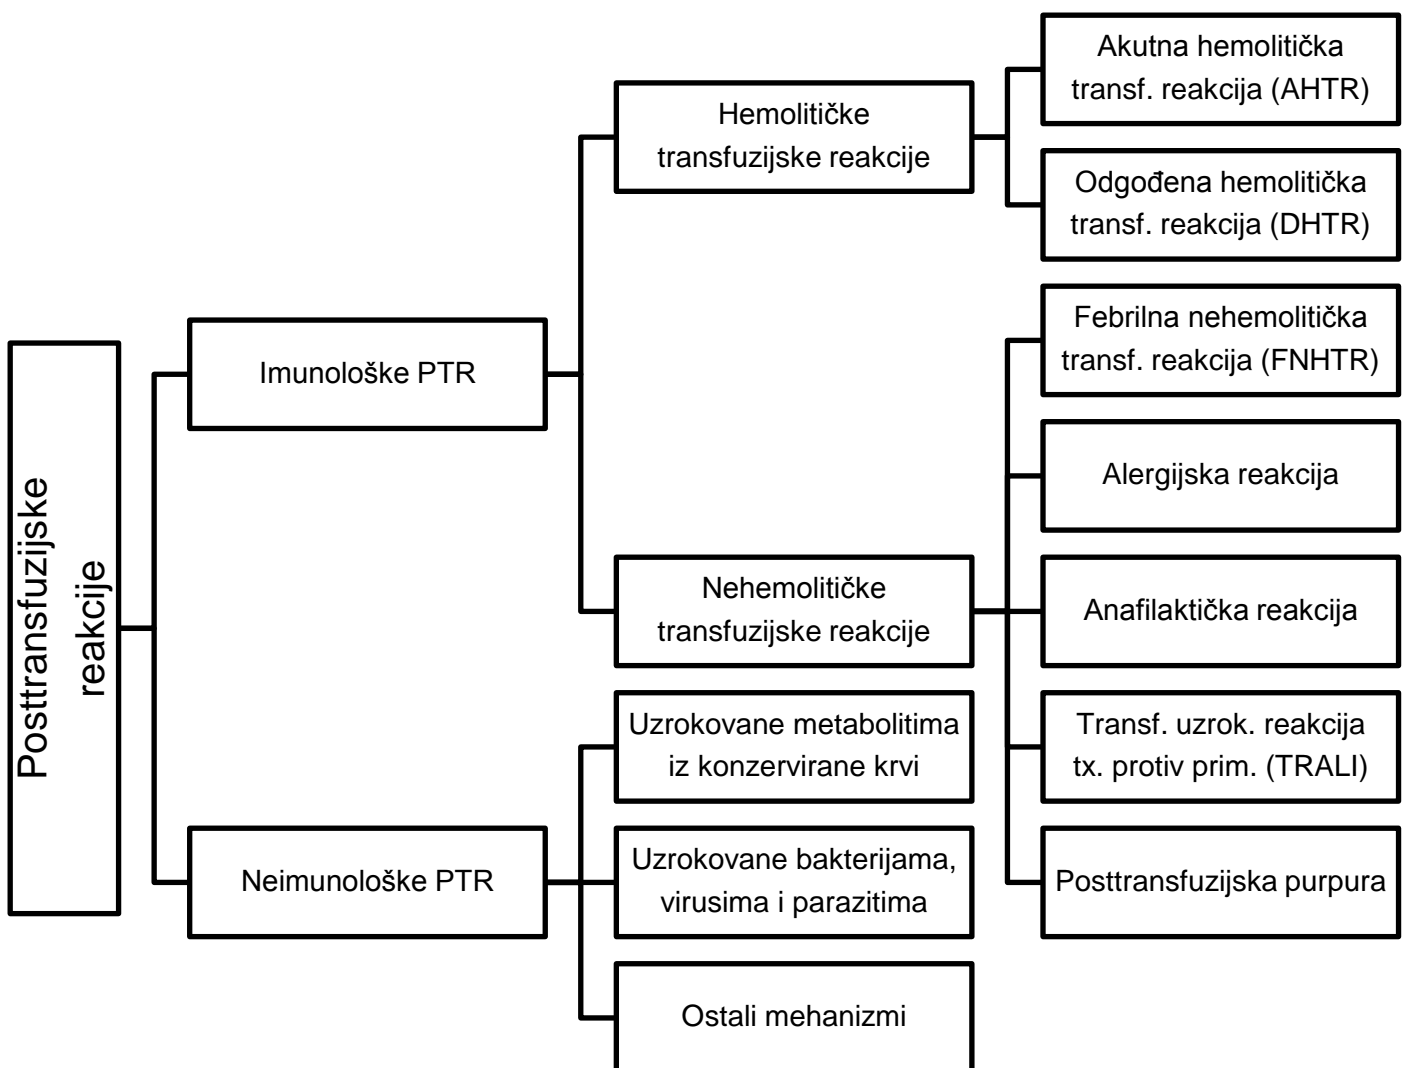 Posttransfuzijske
reakcije
Imunološke PTR
Neimunološke PTR
Hemolitičke
transfuzijske reakcije
Nehemolitičke
transfuzijske reakcije
Uzrokovane metabolitima
iz konzervirane krvi
Uzrokovane bakterijama,
virusima i parazitima
Ostali mehanizmi
Akutna hemolitička
transf. reakcija (AHTR)
Odgođena hemolitička
transf. reakcija (DHTR)
Febrilna nehemolitička
transf. reakcija (FNHTR)
Alergijska reakcija
Anafilaktička reakcija
Transf. uzrok. reakcija
tx. protiv prim. (TRALI)
Posttransfuzijska purpura